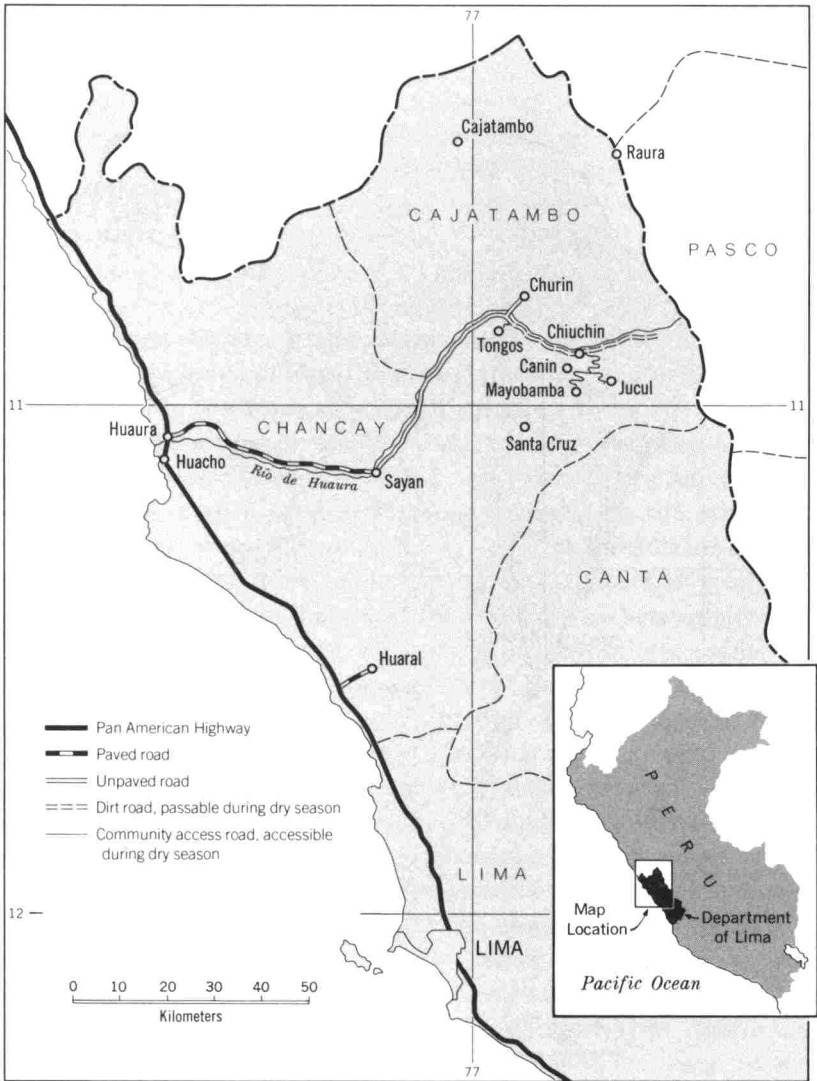 77
Cajatambo
Raura
CAJATAMBO
PASCO
Churin
Chiuchin
Tongos
Canin
Jucul
Mayobamba
11
11
CHANCAY
Huaura
Santa Cruz
Huacho
Río de Huaura
Sayan
CANTA
Huaral
Pan American Highway
Paved road
Unpaved road
Dirt road, passable during dry season
Community access road, accessible
during dry season
LIMA
12
LIMA
0 10 20 30 40 50
Kilometers
77
PERU
Map
Location
Department
of Lima
Pacific Ocean